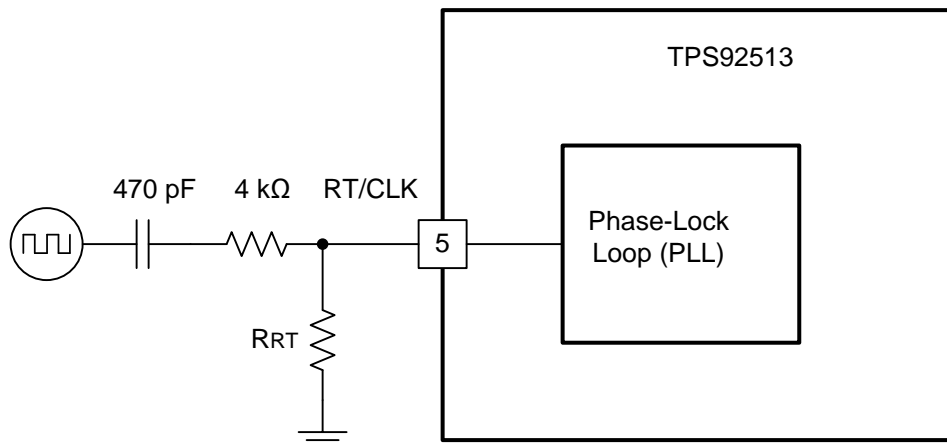 TPS92513
470 pF 4 kΩ RT/CLK
5
Phase-Lock
Loop (PLL)
RRT